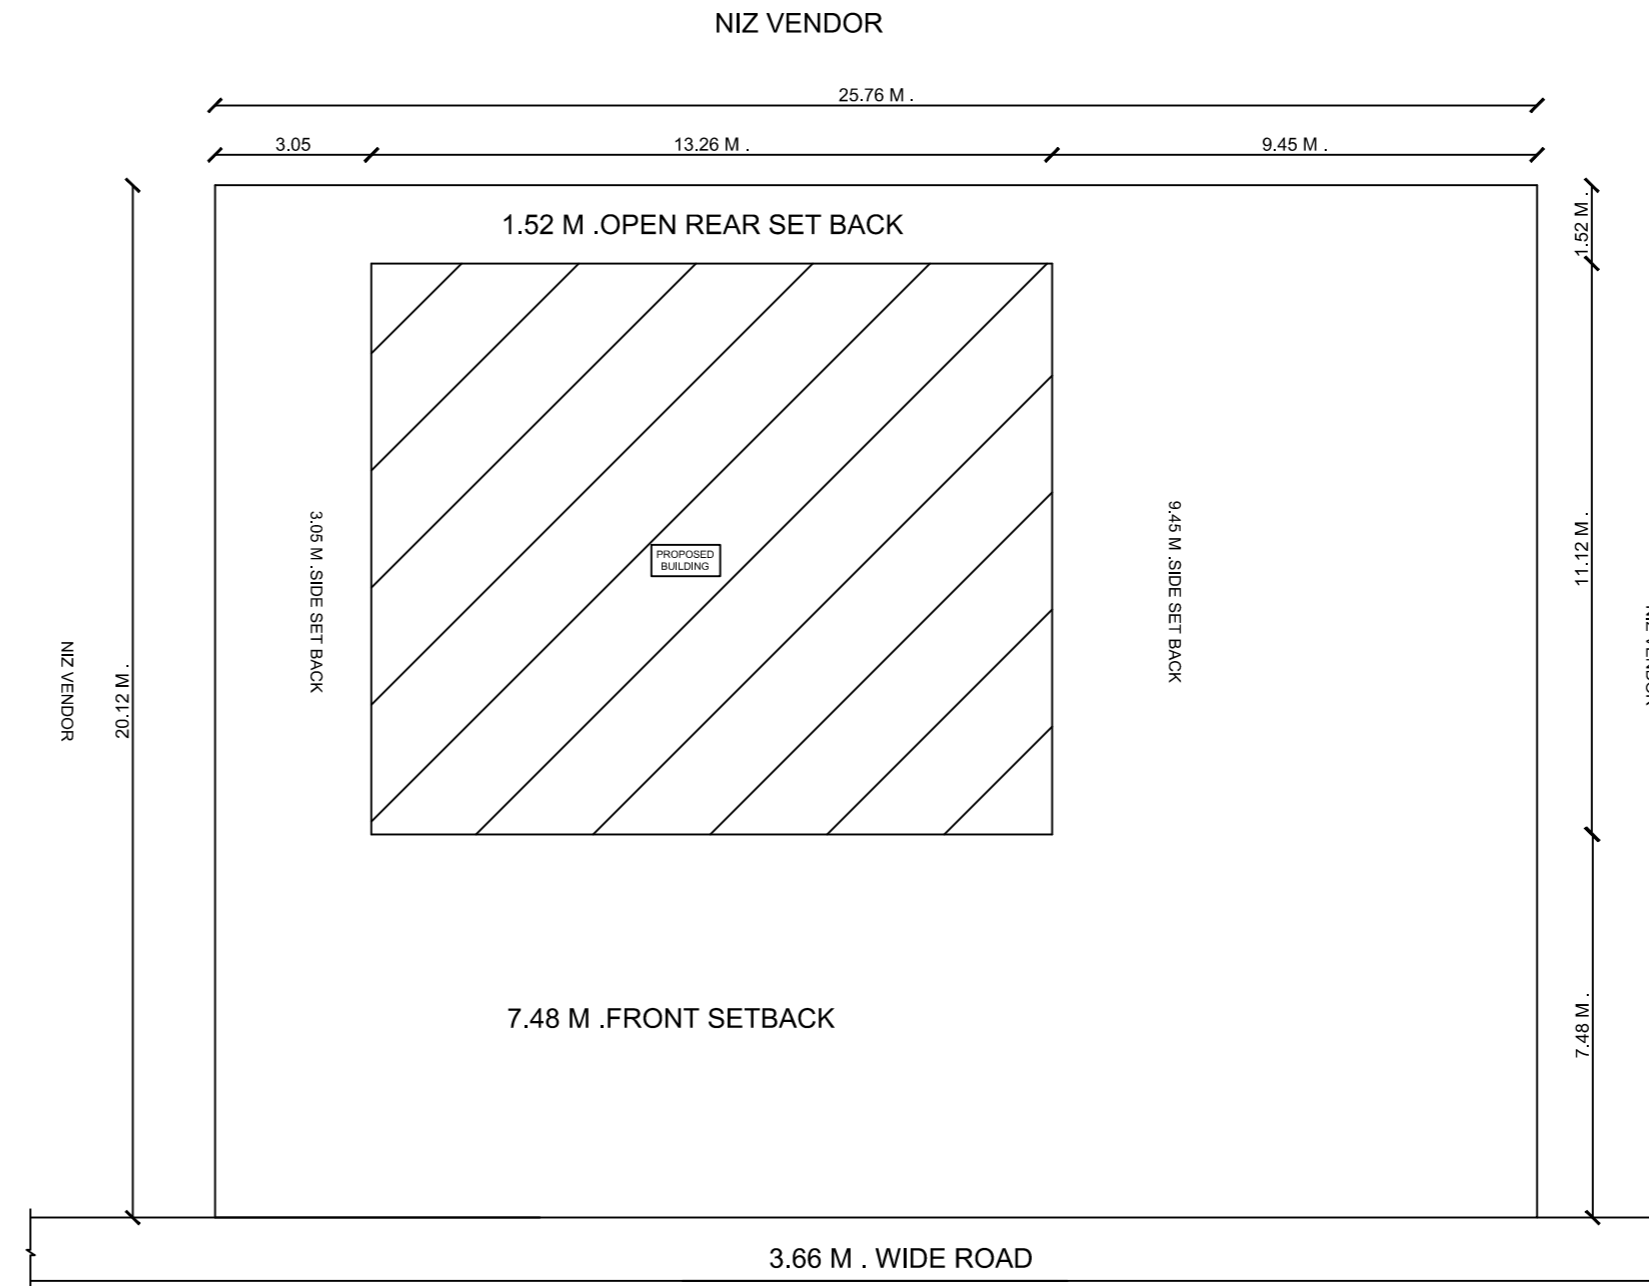 NIZ VENDOR
25.76 M .
3.05
13.26 M .
9.45 M .
1.52 M .OPEN REAR SET BACK
1.52 M .
3.05 M .SIDE SET BACK
PROPOSED
BUILDING
9.45 M .SIDE SET BACK
11.12 M .
NIZ VENDOR
20.12 M .
7.48 M .FRONT SETBACK
7.48 M .
3.66 M . WIDE ROAD